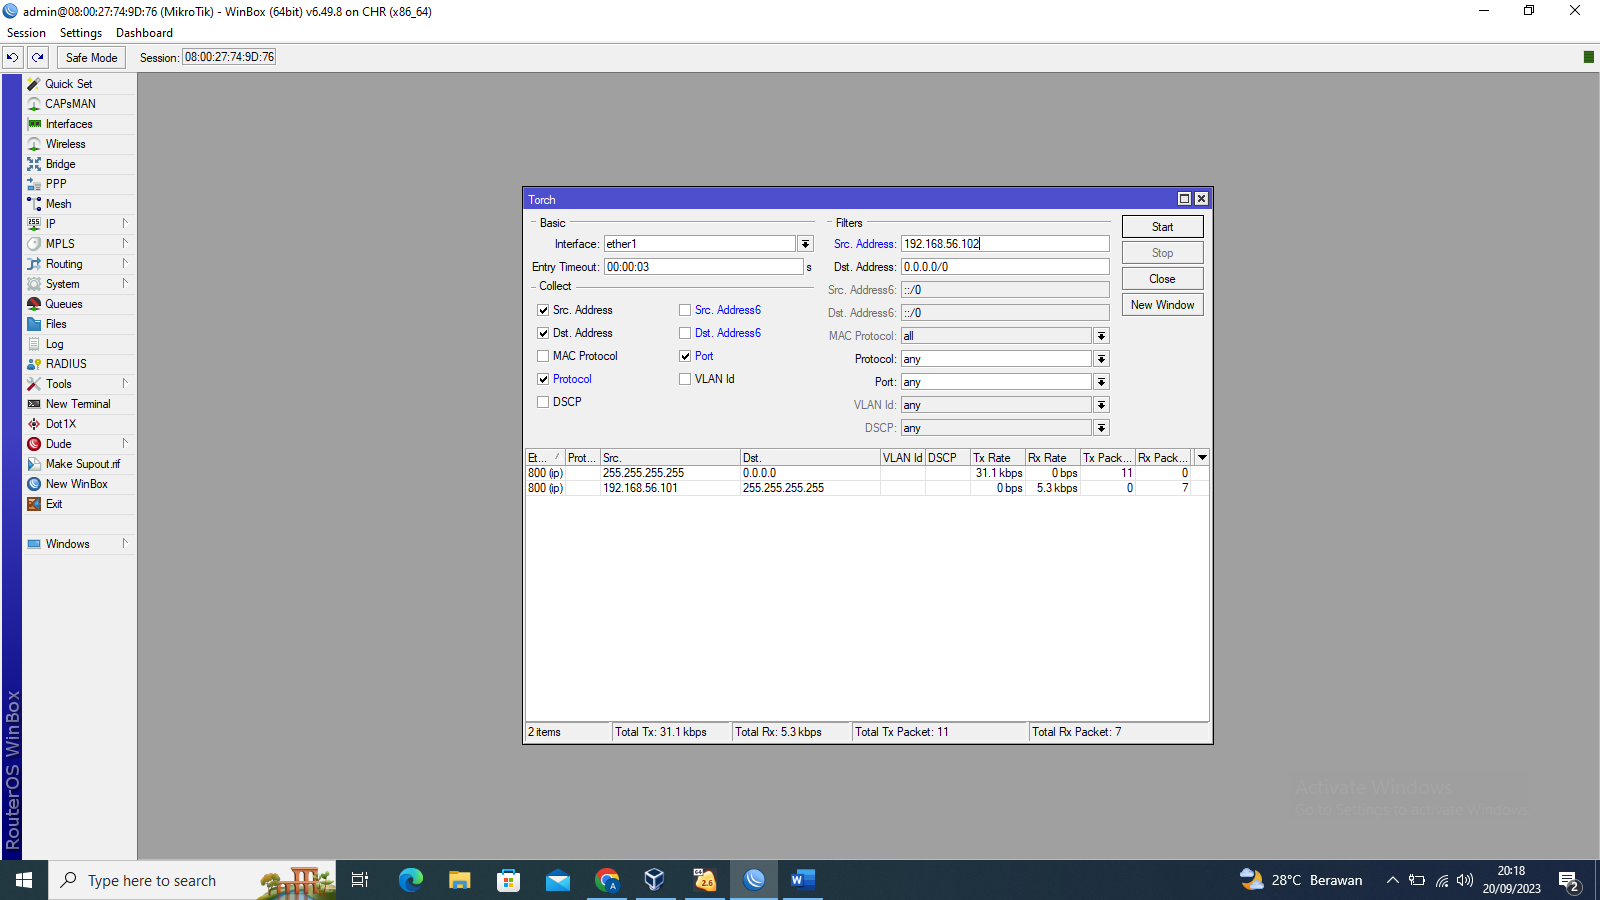 admin@08:00:27:74:9D:76 (MikroTik) - WinBox (64bit) v6.49.8 on CHR (x86_64)
Session Settings Dashboard
Safe Mode Session: 08:00:27:74:9D:76
Quick Set
CAPsMAN
Interfaces
Wireless
Bridge
PPP
Mesh
IP
MPLS
Routing
System
Queues
Files
Log
RADIUS
Tools
New Terminal
Dot1X
Dude
Make Supout.rif
New WinBox
Exit
Windows
RouterOS WinBox
Torch
Basic
Interface: ether1
Entry Timeout: 00:00:03 s
Collect
Src. Address Src. Address6
Dst. Address Dst. Address6
MAC Protocol Port
Protocol VLAN Id
DSCP
Filters
Src. Address: 192.168.56.102
Dst. Address: 0.0.0.0/0
Src. Address6: ::/0
Dst. Address6: ::/0
MAC Protocol: all
Protocol: any
Port: any
VLAN Id: any
DSCP: any
Start
Stop
Close
New Window
Et... Prot... Src. Dst. VLAN Id DSCP Tx Rate Rx Rate Tx Pack... Rx Pack...
800 (ip) 255.255.255.255 0.0.0.0 31.1 kbps 0 bps 11 0
800 (ip) 192.168.56.101 255.255.255.255 0 bps 5.3 kbps 0 7
2 items Total Tx: 31.1 kbps Total Rx: 5.3 kbps Total Tx Packet: 11 Total Rx Packet: 7
Activate Windows
Go to Settings to activate Windows.
Type here to search
64
2.6
28°C Berawan
20:18
20/09/2023
2